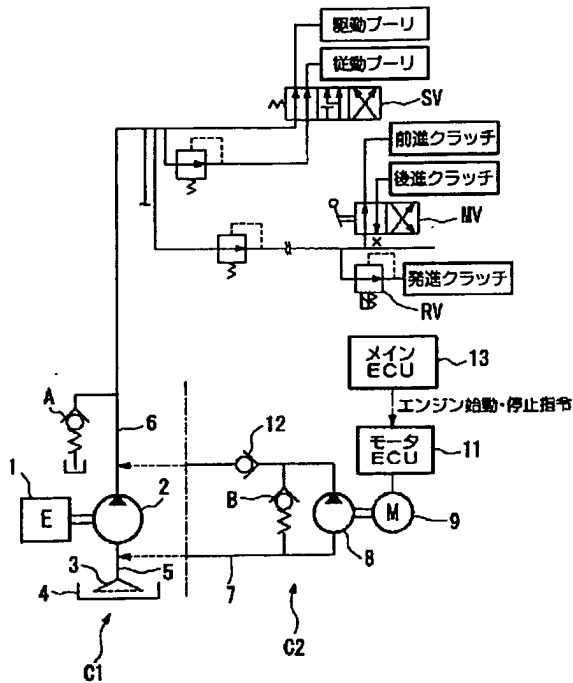 駆動プーリ
従動プーリ
SV
前進クラッチ
後進クラッチ
MV
発進クラッチ
RV
メイン
ECU
13
エンジン始動・停止指令
モータ
ECU
11
A
6
12
1
2
B
E
M
9
3
5
8
4
7
C1
C2